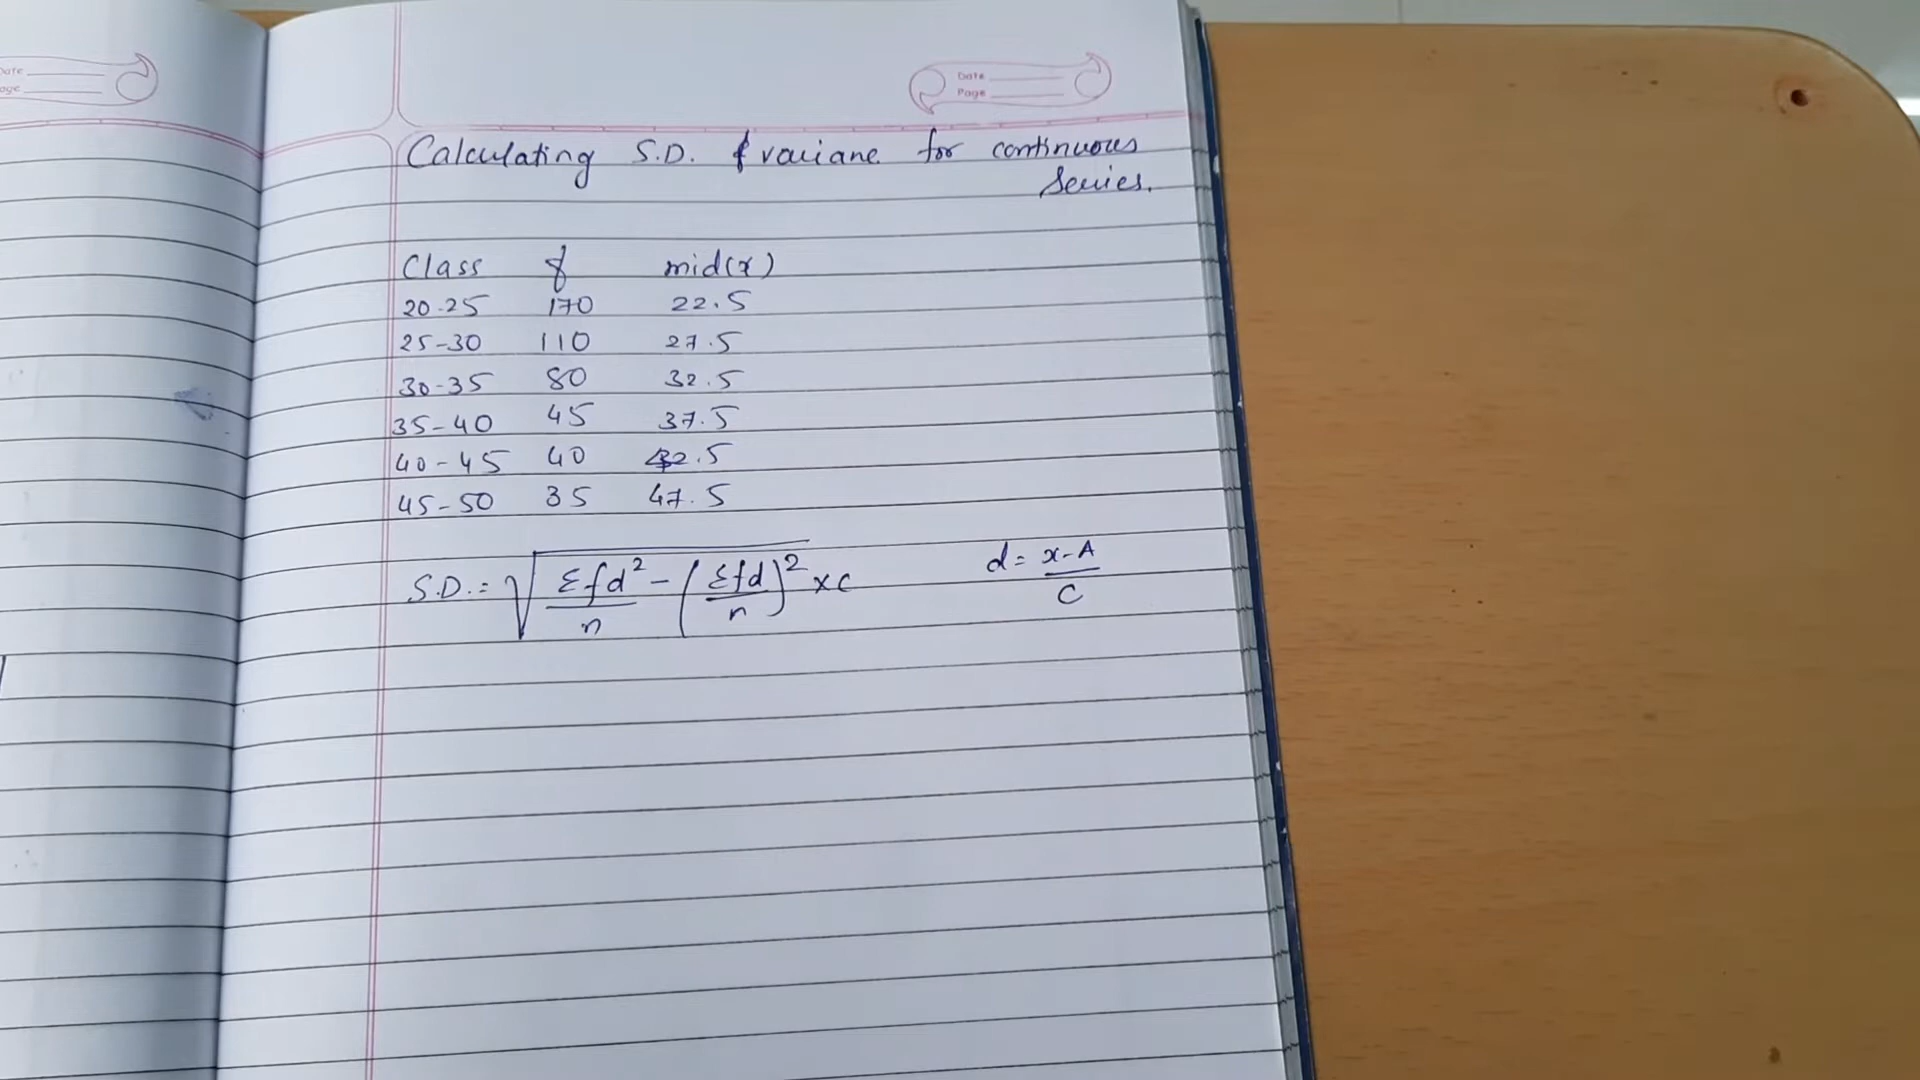 Date
Page
Date
Page
Calculating S.D. & variane for continuous
Series.
Class f mid(x)
20-25 170 22.5
25-30 110 27.5
30-35 80 32.5
35-40 45 37.5
40-45 40 42.5
45-50 35 47.5
S.D. = √(Σfd²/n - (Σfd/n)²) × C d = (x-A)/C